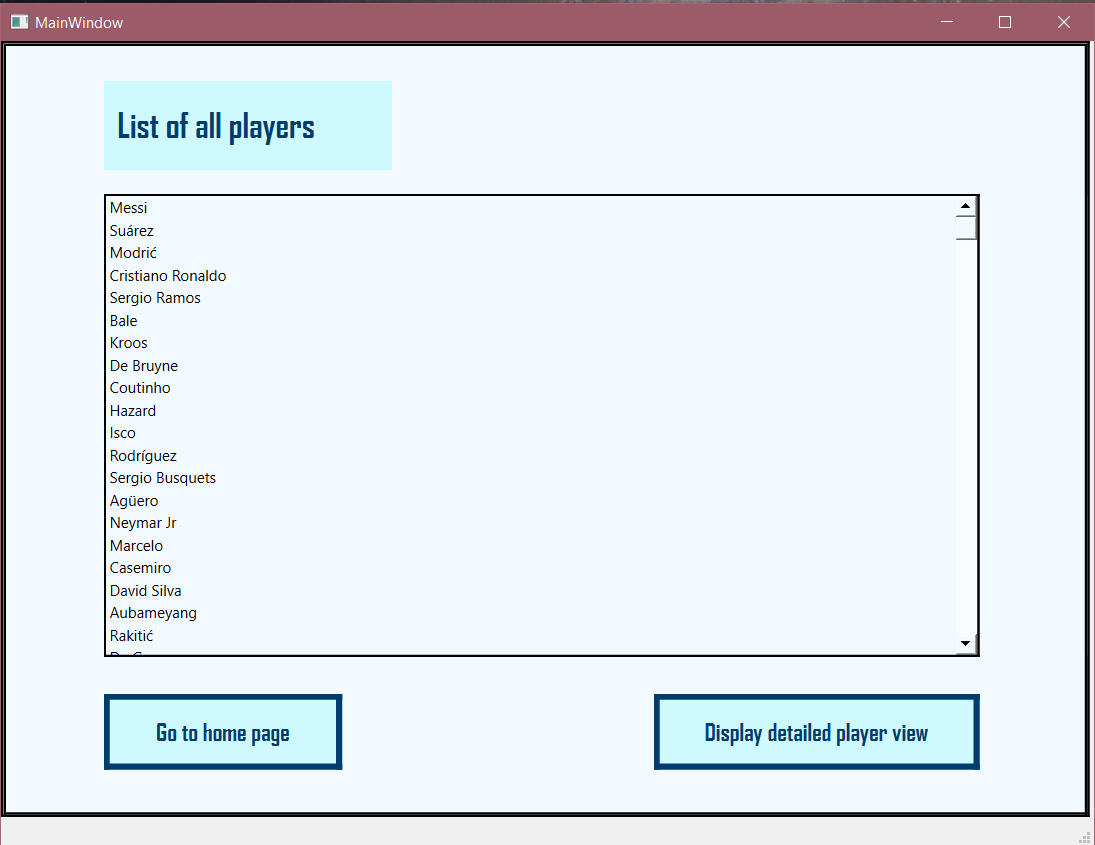 MainWindow
List of all players
Messi
Suárez
Modrić
Cristiano Ronaldo
Sergio Ramos
Bale
Kroos
De Bruyne
Coutinho
Hazard
Isco
Rodríguez
Sergio Busquets
Agüero
Neymar Jr
Marcelo
Casemiro
David Silva
Aubameyang
Rakitić
Go to home page
Display detailed player view